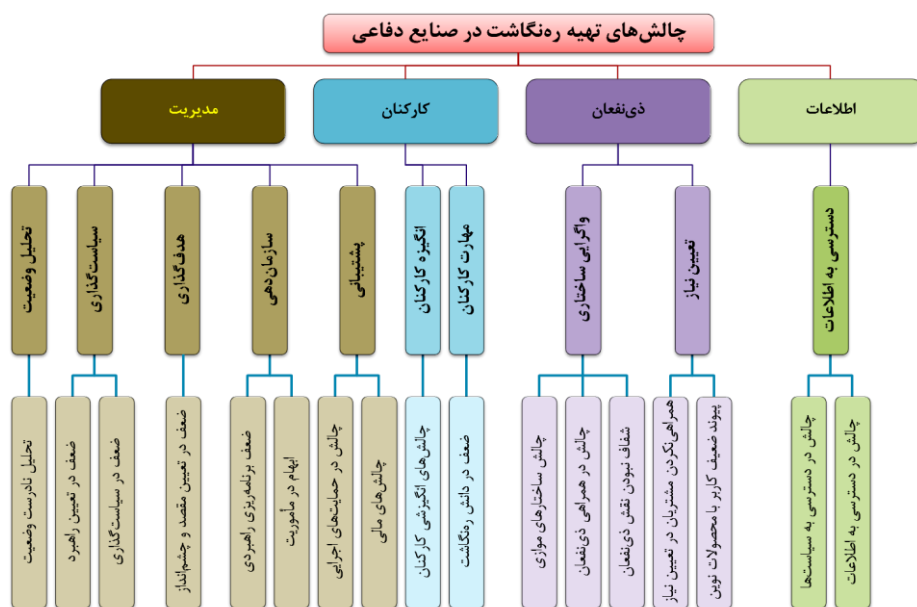 چالش‌های تهیه ره‌نگاشت در صنایع دفاعی
اطلاعات
ذی‌نفعان
کارکنان
مدیریت
دسترسی به اطلاعات
تعیین نیاز
واگرایی ساختاری
مهارت کارکنان
انگیزه کارکنان
پشتیبانی
سازمان‌دهی
هدف‌گذاری
سیاست‌گذاری
تحلیل وضعیت
چالش در دسترسی به اطلاعات
چالش در دسترسی به سیاست‌ها
پیوند ضعیف کاربر با محصولات نوین
همراهی‌نکردن مشتریان در تعیین نیاز
شفاف نبودن نقش ذی‌نفعان
چالش در همراهی ذی‌نفعان
چالش ساختارهای موازی
ضعف در دانش ره‌نگاشت
چالش‌های انگیزشی کارکنان
چالش‌های مالی
چالش در حمایت‌های اجرایی
ابهام در مأموریت
ضعف برنامه‌ریزی راهبردی
ضعف در تعیین مقصد و چشم‌انداز
ضعف در سیاست‌گذاری
ضعف در تعیین راهبرد
تحلیل نادرست وضعیت